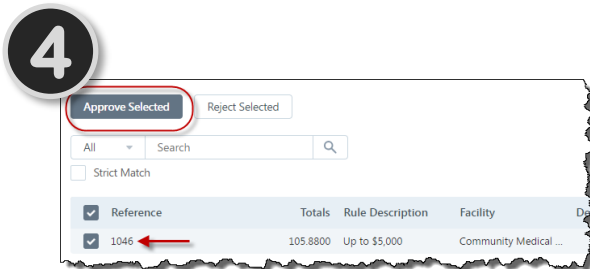 4
Approve Selected Reject Selected
All Search
Strict Match
Reference Totals Rule Description Facility De
1046 105.8800 Up to $5,000 Community Medical ...